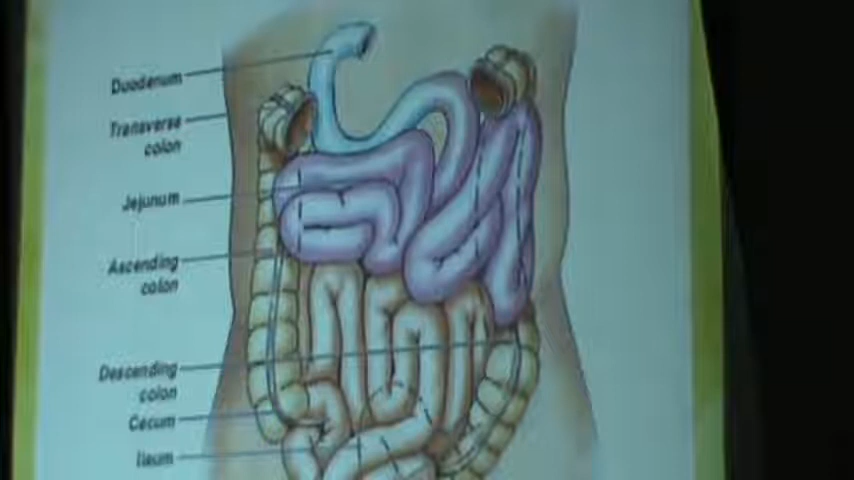 Duodenum
Transverse
colon
Jejunum
Ascending
colon
Descending
colon
Cecum
Ileum